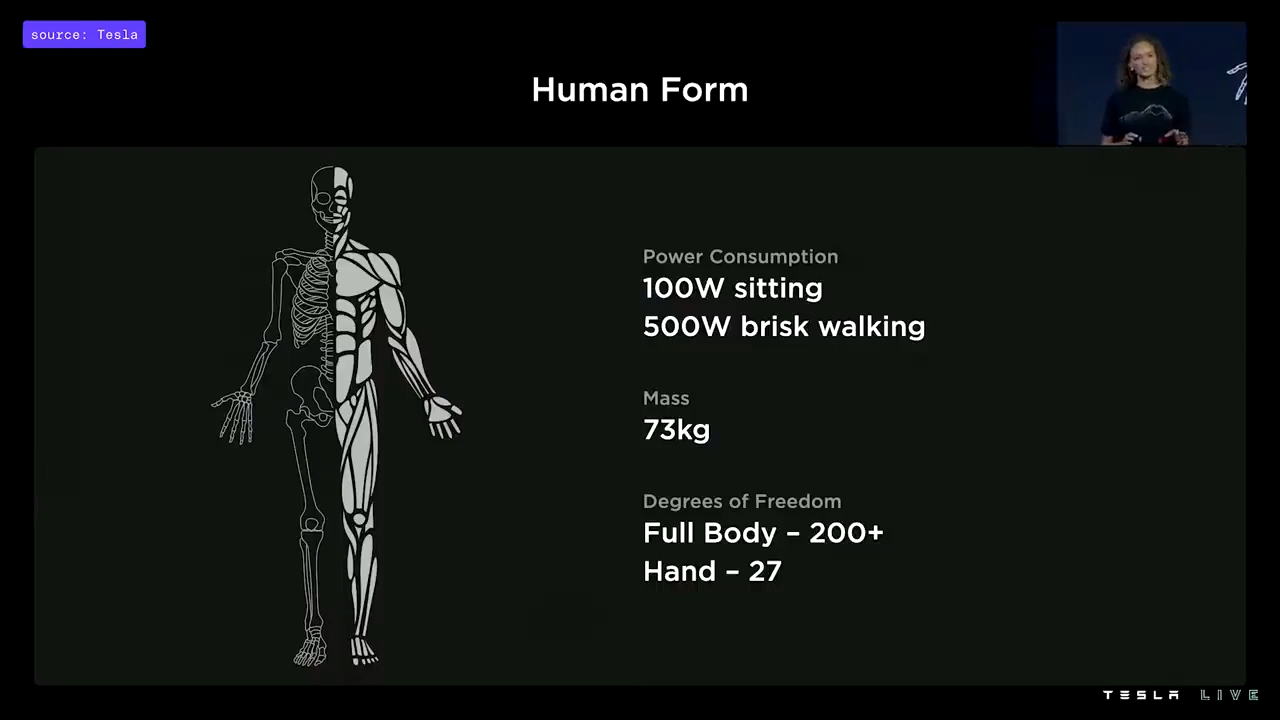 source: Tesla
Human Form
Power Consumption
100W sitting
500W brisk walking
Mass
73kg
Degrees of Freedom
Full Body – 200+
Hand – 27
TESLA LIVE